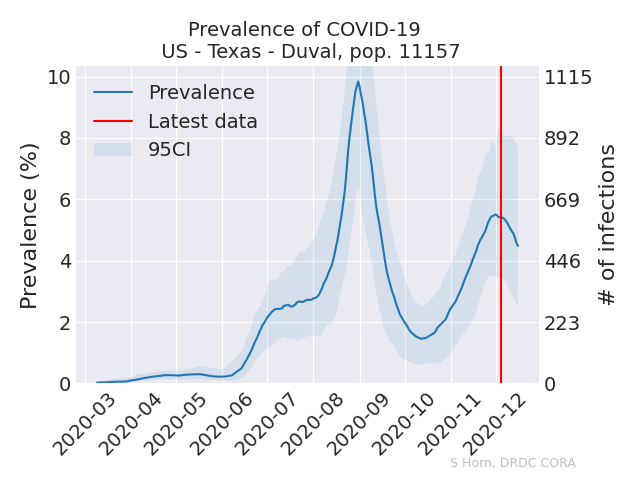 Prevalence of COVID-19
US - Texas - Duval, pop. 11157
Prevalence (%)
10
8
6
4
2
0
Prevalence
Latest data
95CI
1115
892
669
446
223
0
# of infections
2020-03
2020-04
2020-05
2020-06
2020-07
2020-08
2020-09
2020-10
2020-11
2020-12
S Horn, DRDC CORA